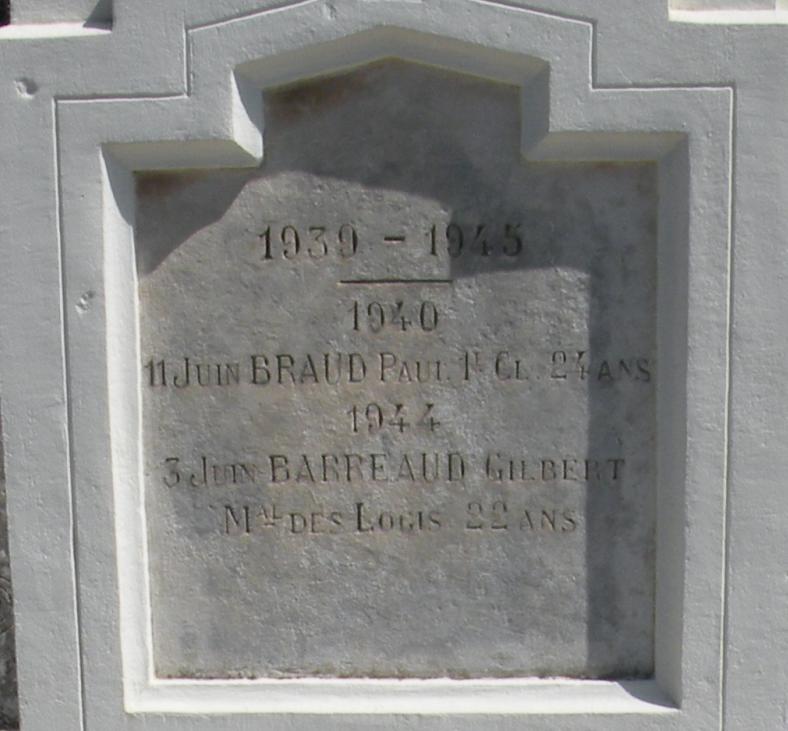 1939 - 1945
1940
11 JUIN BRAUD PAUL 1E CL. 24 ANS
1944
3 JUIN BARREAUD GILBERT
MAL DES LOGIS 22 ANS